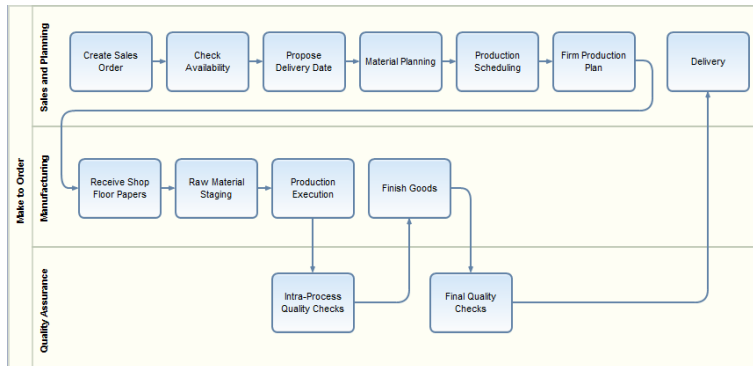 Make to Order
Sales and Planning
Create Sales
Order
Check
Availability
Propose
Delivery Date
Material Planning
Production
Scheduling
Firm Production
Plan
Delivery
Manufacturing
Receive Shop
Floor Papers
Raw Material
Staging
Production
Execution
Finish Goods
Quality Assurance
Intra-Process
Quality Checks
Final Quality
Checks